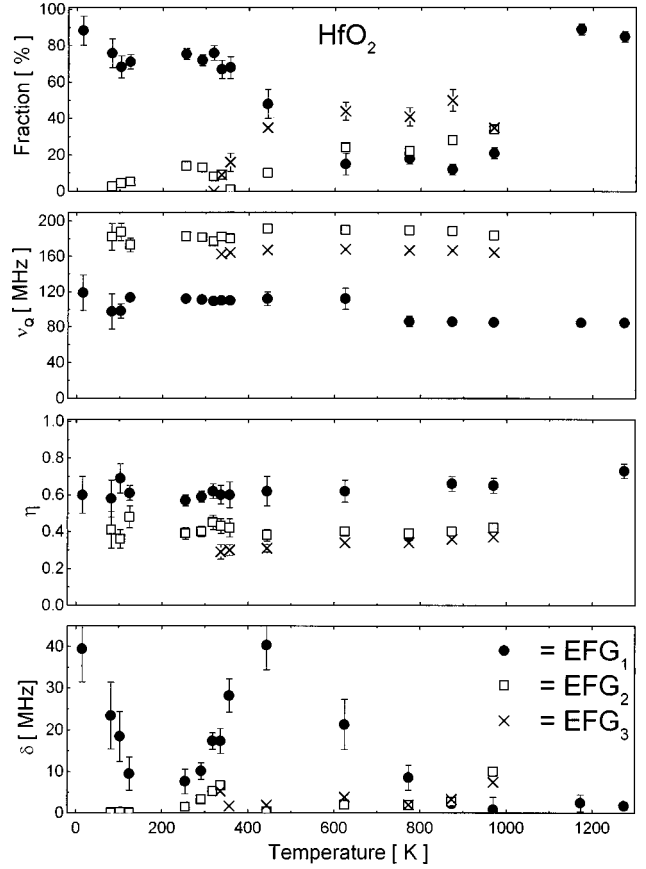 HfO2
Fraction [ % ]
100
80
60
40
20
0
νQ [ MHz ]
200
160
120
80
40
0
η
1.0
0.8
0.6
0.4
0.2
0.0
δ [ MHz ]
40
30
20
10
0
= EFG1
= EFG2
= EFG3
0 200 400 600 800 1000 1200
Temperature [ K ]